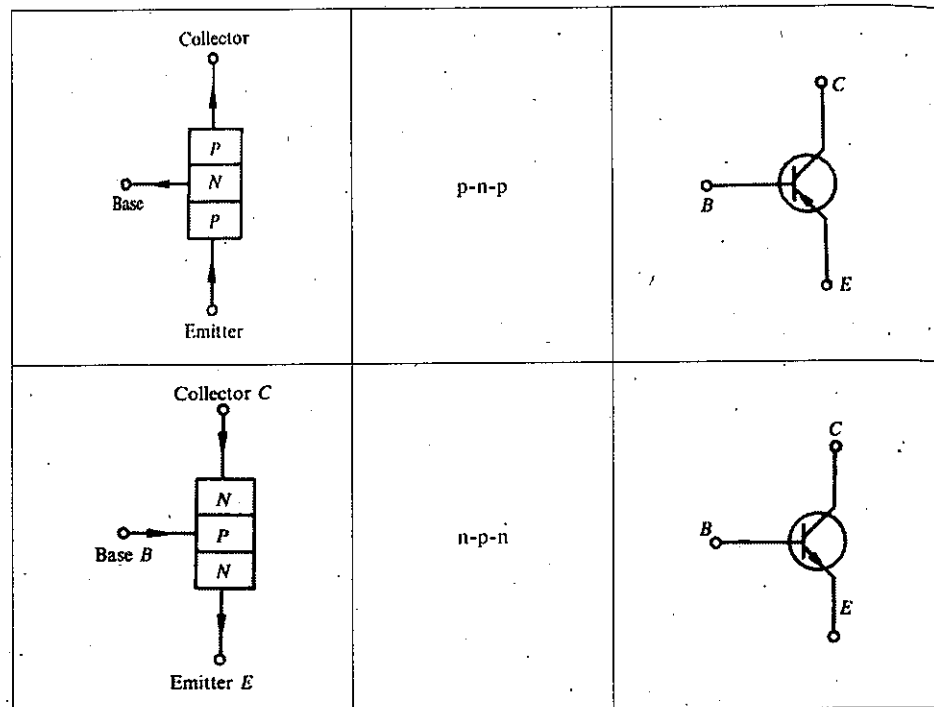 Collector
P
N
P
Base
Emitter
p-n-p
C
B
E
Collector C
N
P
N
Base B
Emitter E
n-p-n
C
B
E